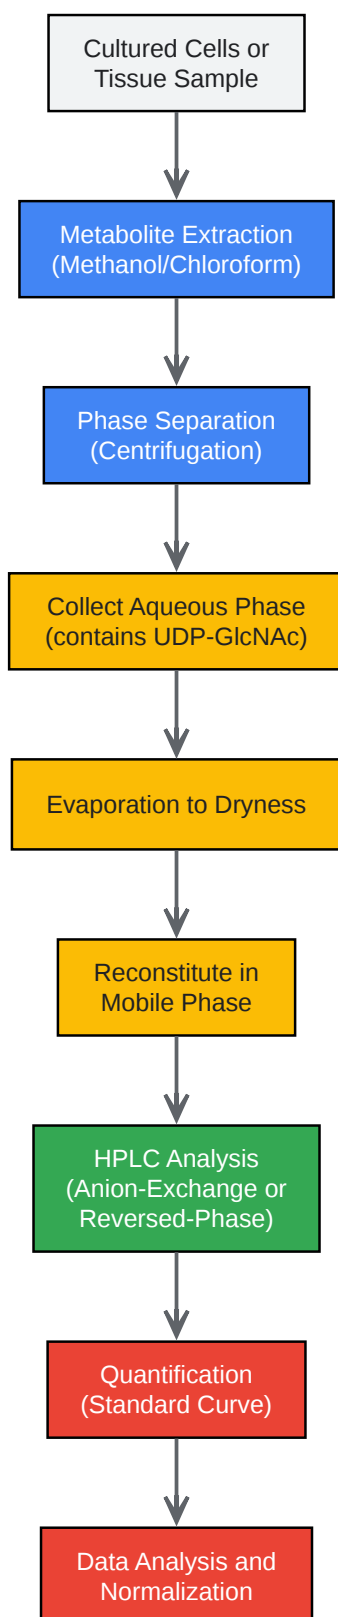 Cultured Cells or
Tissue Sample
Metabolite Extraction
(Methanol/Chloroform)
Phase Separation
(Centrifugation)
Collect Aqueous Phase
(contains UDP-GlcNAc)
Evaporation to Dryness
Reconstitute in
Mobile Phase
HPLC Analysis
(Anion-Exchange or
Reversed-Phase)
Quantification
(Standard Curve)
Data Analysis and
Normalization